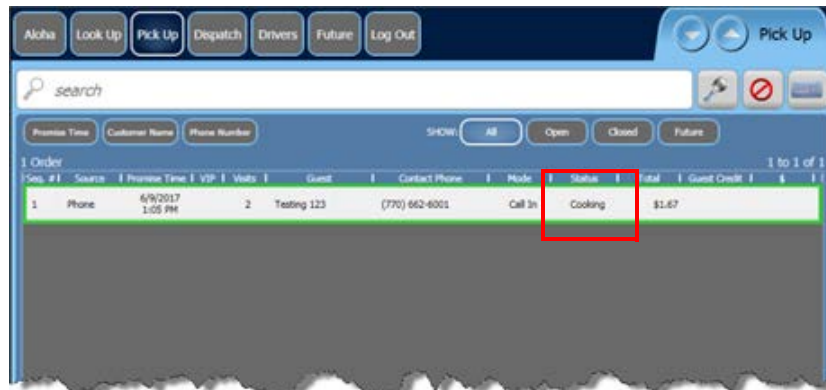 Aloha Look Up Pick Up Dispatch Drivers Future Log Out Pick Up
search
Promise Time Customer Name Phone Number SHOW: All Open Closed Future
1 Order 1 to 1 of 1
Seq. # Source Promise Time VIP Visits Guest Contact Phone Mode Status Total Guest Credit $
1 Phone 6/9/2017 1:05 PM 2 Testing 123 (770) 662-6001 Call In Cooking $1.67